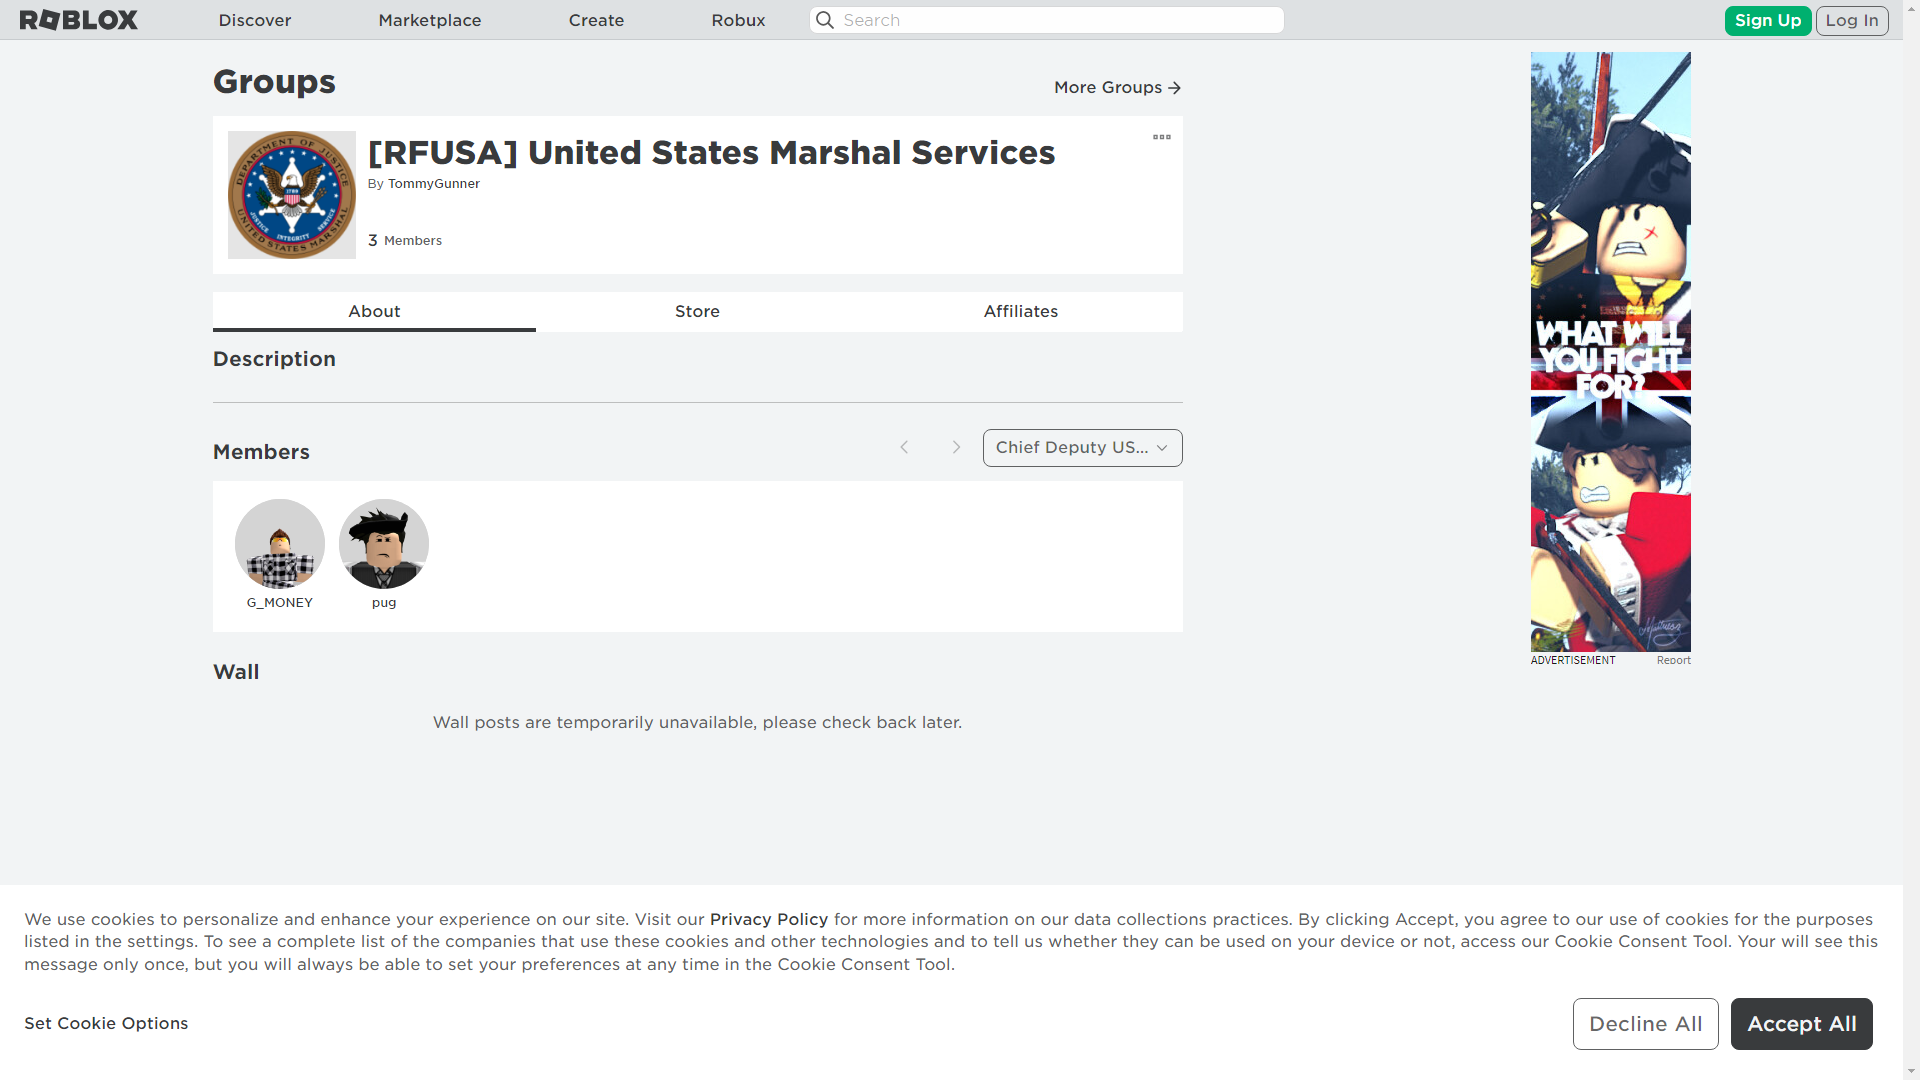 ROBLOX
Discover
Marketplace
Create
Robux
Search
Sign Up
Log In
Groups
More Groups
DEPARTMENT OF JUSTICE
1789
JUSTICE INTEGRITY SERVICE
UNITED STATES MARSHAL
[RFUSA] United States Marshal Services
By TommyGunner
3 Members
About
Store
Affiliates
Description
Members
Chief Deputy US...
G_MONEY
pug
Wall
Wall posts are temporarily unavailable, please check back later.
WHAT WILL
YOU FIGHT
FOR?
ADVERTISEMENT
Report
We use cookies to personalize and enhance your experience on our site. Visit our Privacy Policy for more information on our data collections practices. By clicking Accept, you agree to our use of cookies for the purposes
listed in the settings. To see a complete list of the companies that use these cookies and other technologies and to tell us whether they can be used on your device or not, access our Cookie Consent Tool. Your will see this
message only once, but you will always be able to set your preferences at any time in the Cookie Consent Tool.
Set Cookie Options
Decline All
Accept All